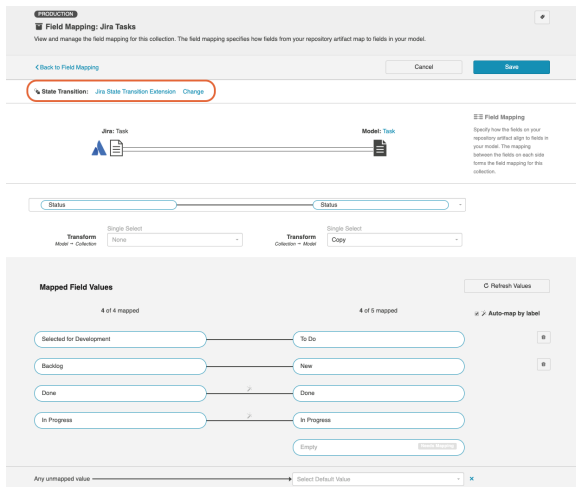 PRODUCTION
Field Mapping: Jira Tasks
View and manage the field mapping for this collection. The field mapping specifies how fields from your repository artifact map to fields in your model.
Back to Field Mapping
Cancel
Save
State Transition: Jira State Transition Extension Change
Field Mapping
Specify how the fields on your
repository artifact align to fields in
your model. The mapping
between the fields on each side
forms the field mapping for this
collection.
Jira: Task
Model: Task
Status
Status
Single Select
Transform
Model → Collection
None
Single Select
Transform
Collection → Model
Copy
Mapped Field Values
Refresh Values
4 of 4 mapped
4 of 5 mapped
Auto-map by label
Selected for Development
To Do
Backlog
New
Done
Done
In Progress
In Progress
Empty
Any unmapped value
Select Default Value